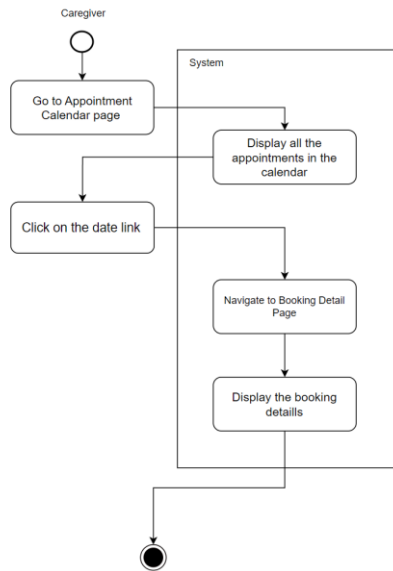 Caregiver
System
Go to Appointment
Calendar page
Display all the
appointments in the
calendar
Click on the date link
Navigate to Booking Detail
Page
Display the booking
detaills